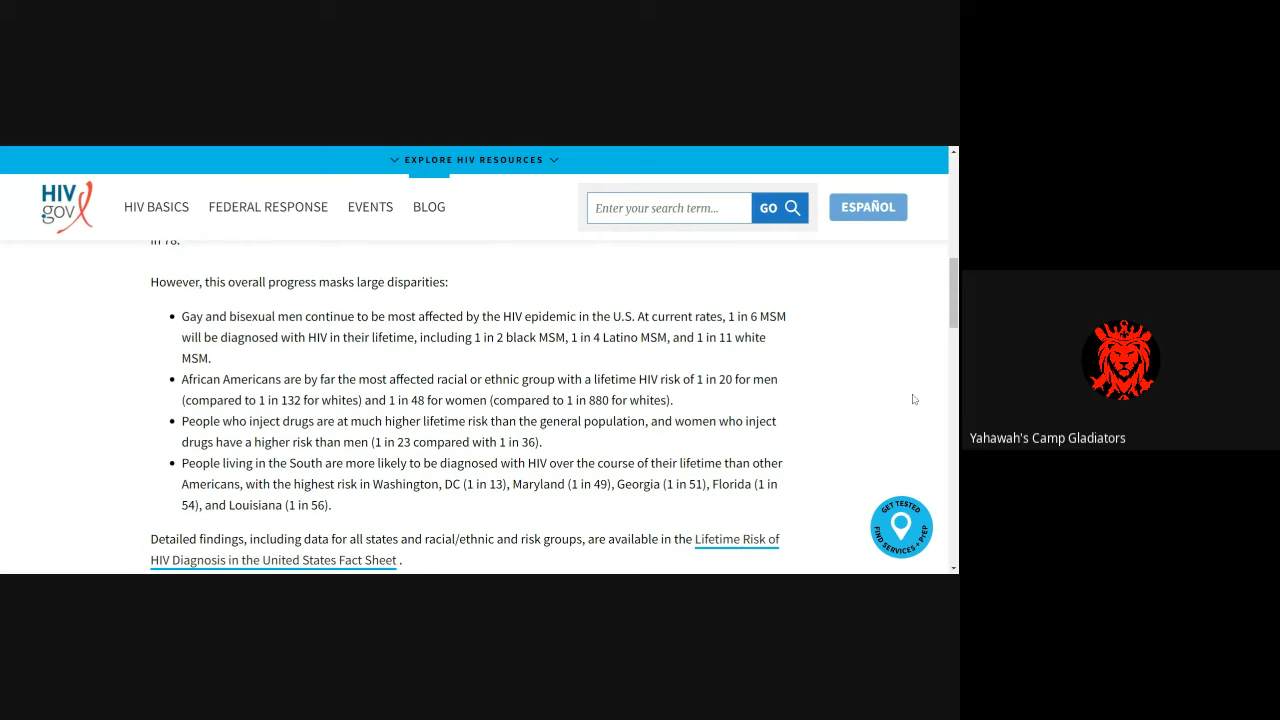 EXPLORE HIV RESOURCES
HIV
gov
HIV BASICS
FEDERAL RESPONSE
EVENTS
BLOG
Enter your search term...
GO
ESPAÑOL
in 78.
However, this overall progress masks large disparities:
Gay and bisexual men continue to be most affected by the HIV epidemic in the U.S. At current rates, 1 in 6 MSM
will be diagnosed with HIV in their lifetime, including 1 in 2 black MSM, 1 in 4 Latino MSM, and 1 in 11 white
MSM.
African Americans are by far the most affected racial or ethnic group with a lifetime HIV risk of 1 in 20 for men
(compared to 1 in 132 for whites) and 1 in 48 for women (compared to 1 in 880 for whites).
People who inject drugs are at much higher lifetime risk than the general population, and women who inject
drugs have a higher risk than men (1 in 23 compared with 1 in 36).
People living in the South are more likely to be diagnosed with HIV over the course of their lifetime than other
Americans, with the highest risk in Washington, DC (1 in 13), Maryland (1 in 49), Georgia (1 in 51), Florida (1 in
54), and Louisiana (1 in 56).
Detailed findings, including data for all states and racial/ethnic and risk groups, are available in the Lifetime Risk of
HIV Diagnosis in the United States Fact Sheet .
GET TESTED
FIND SERVICES + PrEP
Yahawah's Camp Gladiators